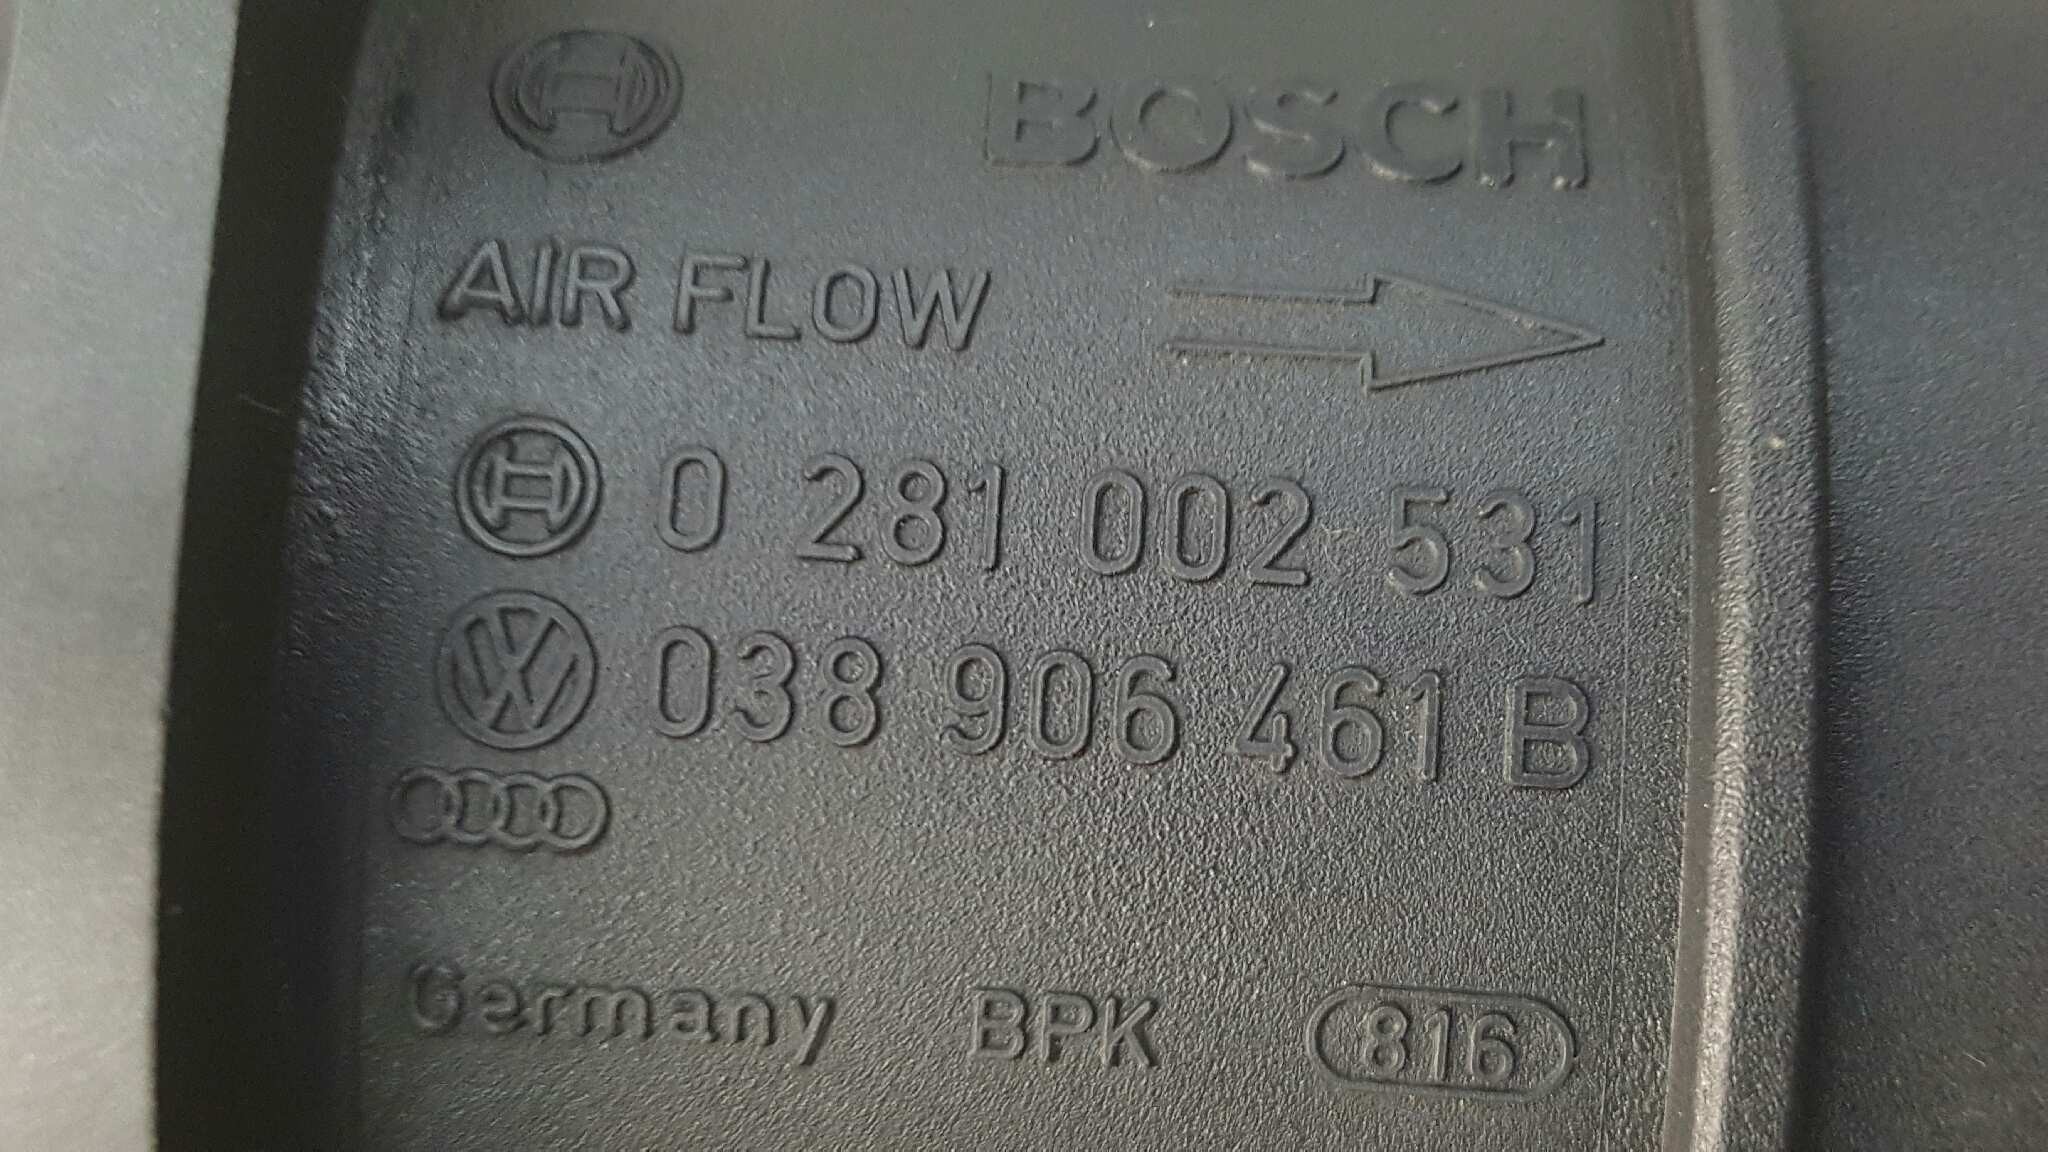 BOSCH
AIR FLOW
0 281 002 531
038 906 461 B
Germany BPK 816